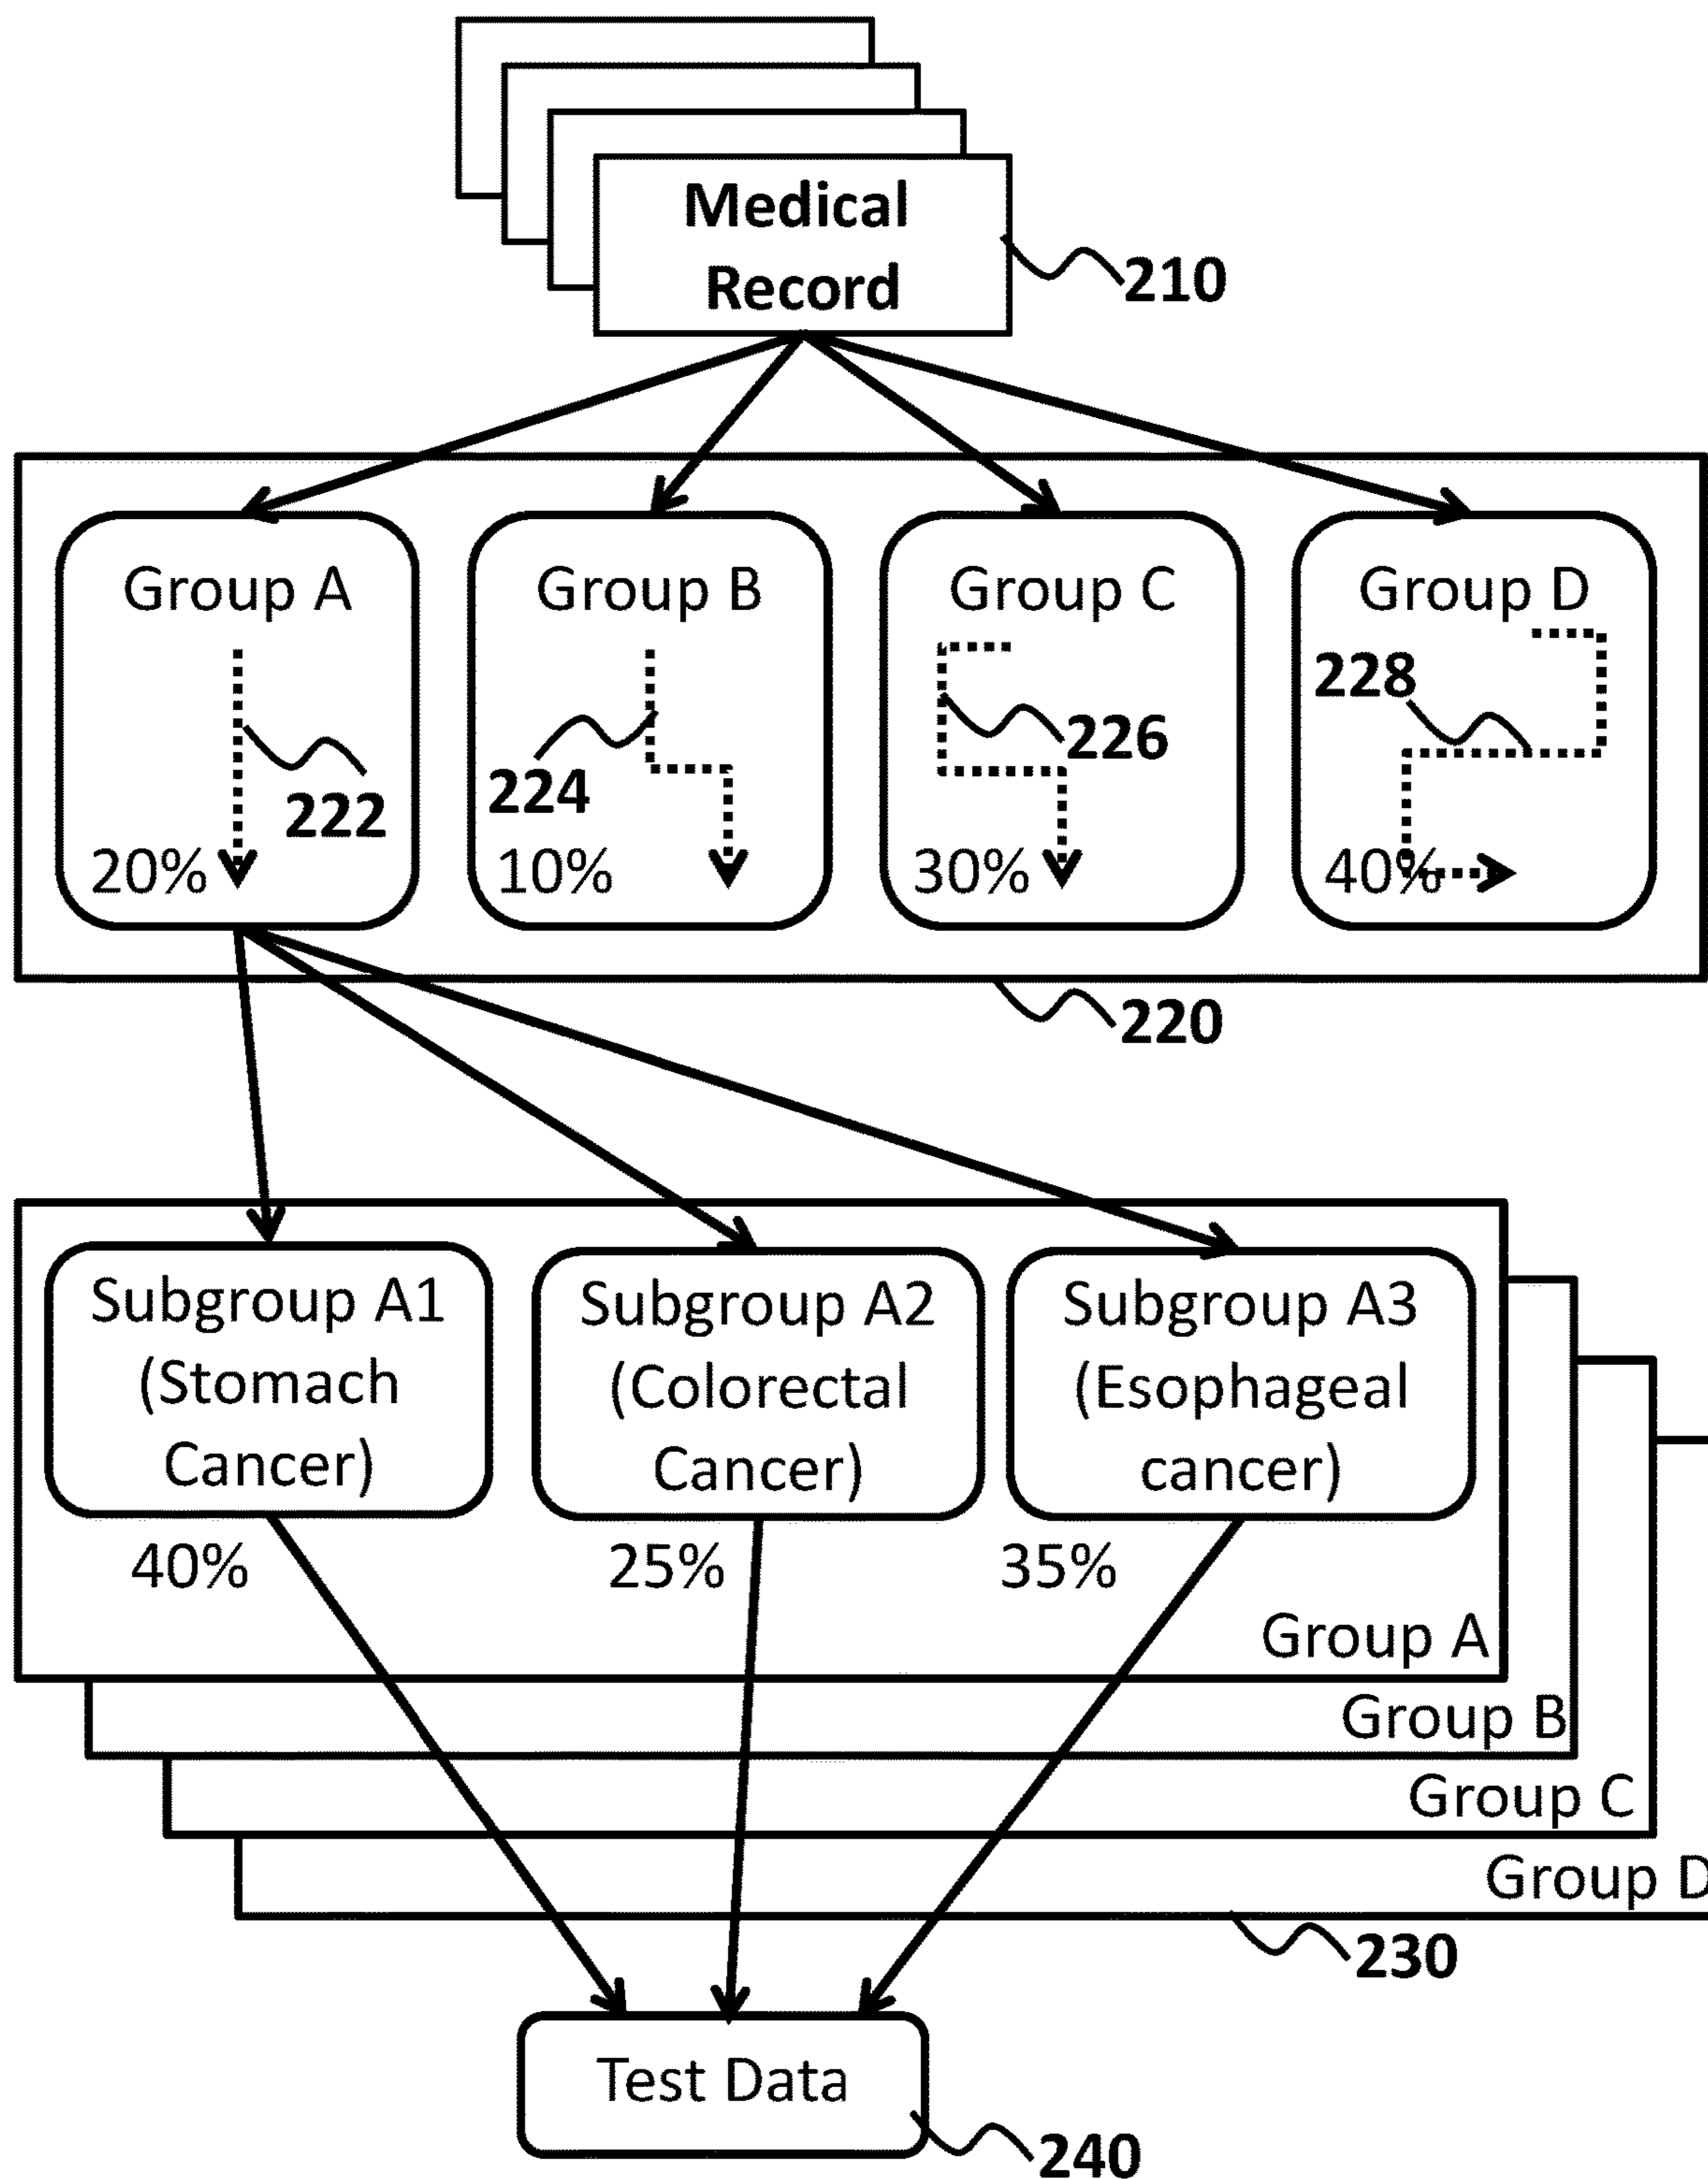 Medical
Record
210
Group A
Group B
Group C
Group D
228
226
224
222
20%
10%
30%
40%
220
Subgroup A1
(Stomach
Cancer)
Subgroup A2
(Colorectal
Cancer)
Subgroup A3
(Esophageal
cancer)
40%
25%
35%
Group A
Group B
Group C
Group D
230
Test Data
240